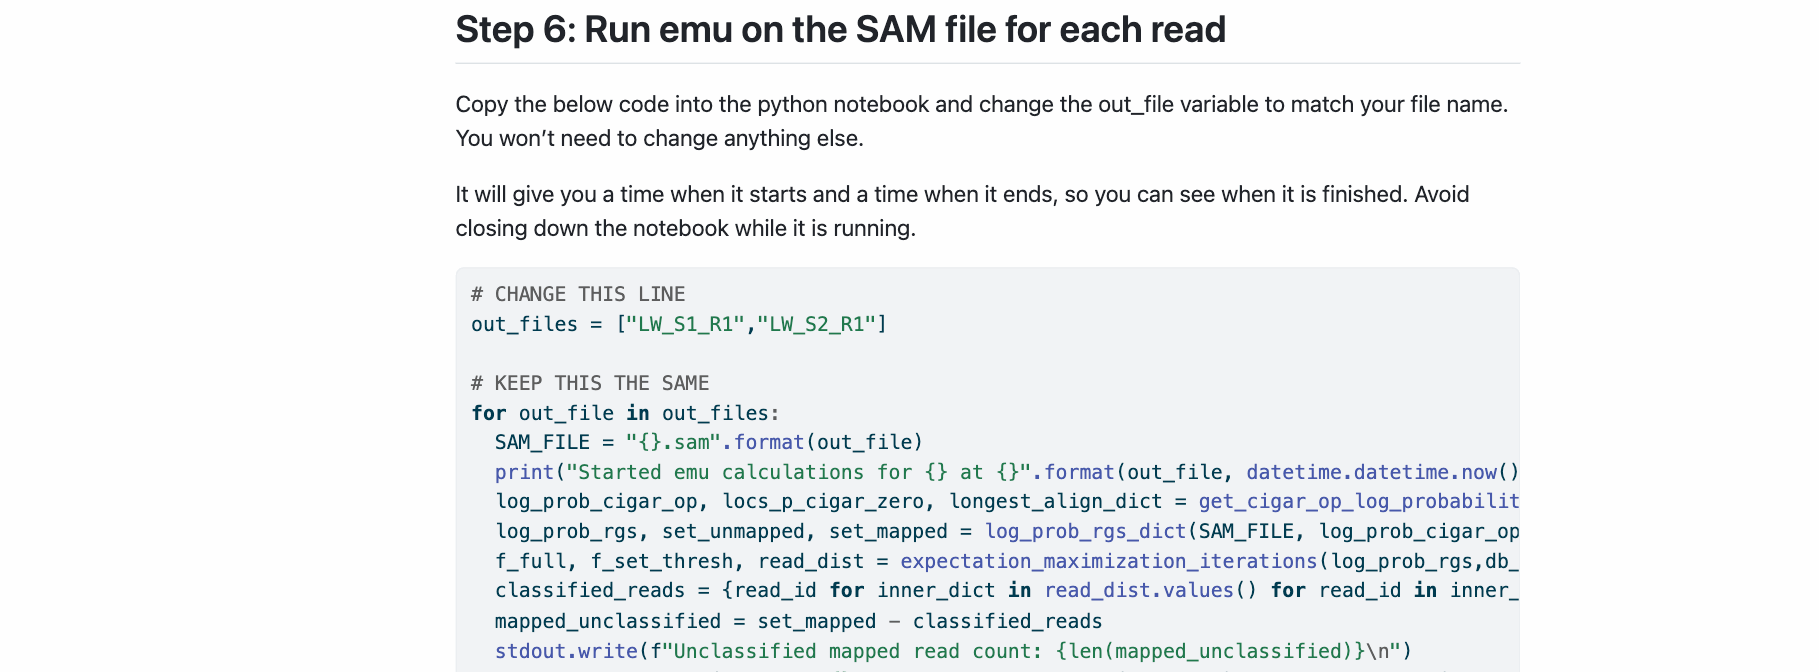 Step 6: Run emu on the SAM file for each read
Copy the below code into the python notebook and change the out_file variable to match your file name.
You won’t need to change anything else.
It will give you a time when it starts and a time when it ends, so you can see when it is finished. Avoid
closing down the notebook while it is running.
# CHANGE THIS LINE
out_files = ["LW_S1_R1","LW_S2_R1"]
# KEEP THIS THE SAME
for out_file in out_files:
  SAM_FILE = "{}.sam".format(out_file)
  print("Started emu calculations for {} at {}".format(out_file, datetime.datetime.now()
  log_prob_cigar_op, locs_p_cigar_zero, longest_align_dict = get_cigar_op_log_probabilit
  log_prob_rgs, set_unmapped, set_mapped = log_prob_rgs_dict(SAM_FILE, log_prob_cigar_op
  f_full, f_set_thresh, read_dist = expectation_maximization_iterations(log_prob_rgs,db_
  classified_reads = {read_id for inner_dict in read_dist.values() for read_id in inner_
  mapped_unclassified = set_mapped - classified_reads
  stdout.write(f"Unclassified mapped read count: {len(mapped_unclassified)}\n")